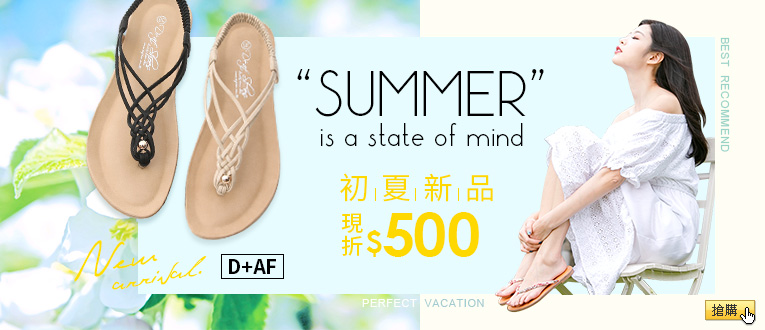 “SUMMER”
is a state of mind
初夏新品
現折$500
New arrival.
D+AF
BEST RECOMMEND
PERFECT VACATION
搶購